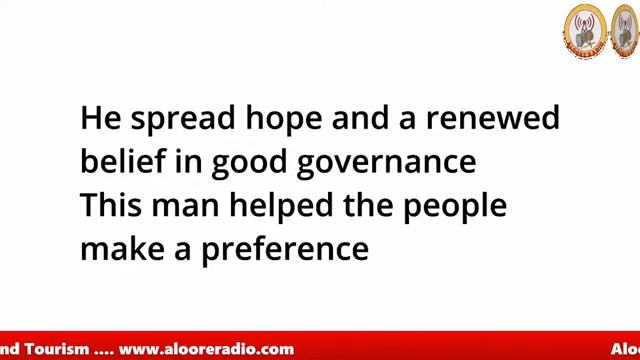 He spread hope and a renewed
belief in good governance
This man helped the people
make a preference
nd Tourism .... www.alooreradio.com
Aloo